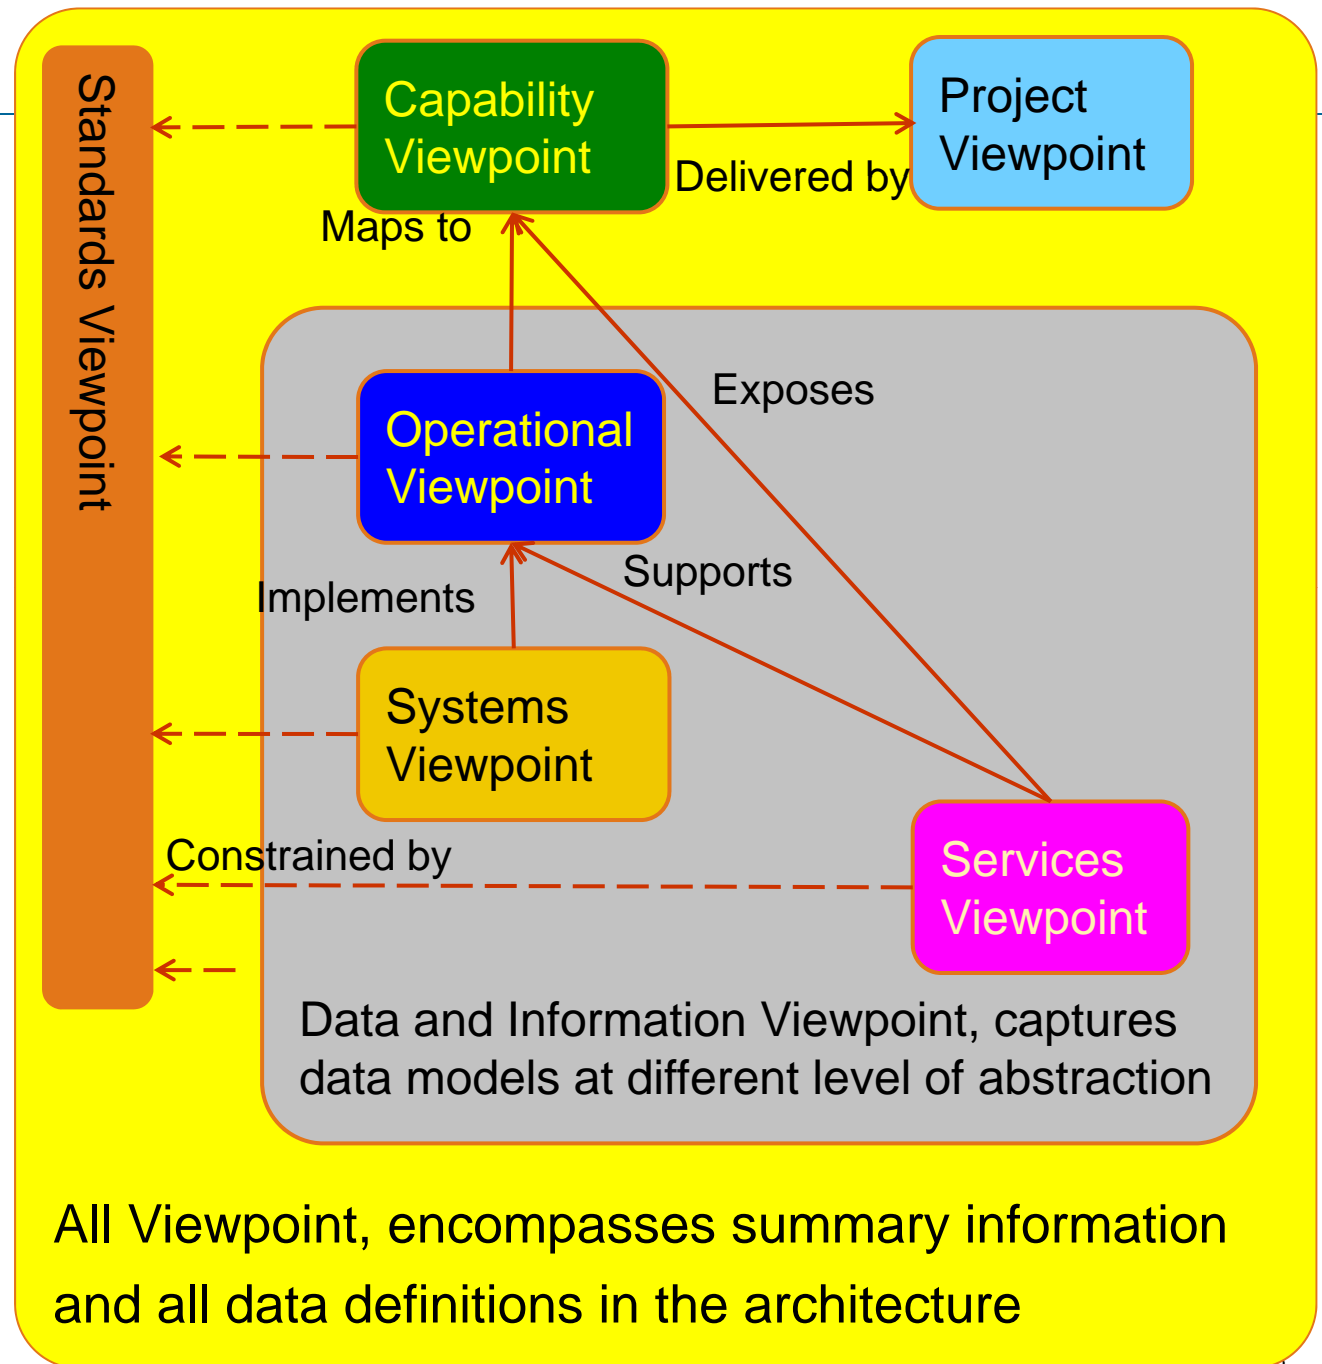 Standards Viewpoint
Capability
Viewpoint
Project
Viewpoint
Delivered by
Maps to
Exposes
Operational
Viewpoint
Supports
Implements
Systems
Viewpoint
Constrained by
Services
Viewpoint
Data and Information Viewpoint, captures
data models at different level of abstraction
All Viewpoint, encompasses summary information
and all data definitions in the architecture